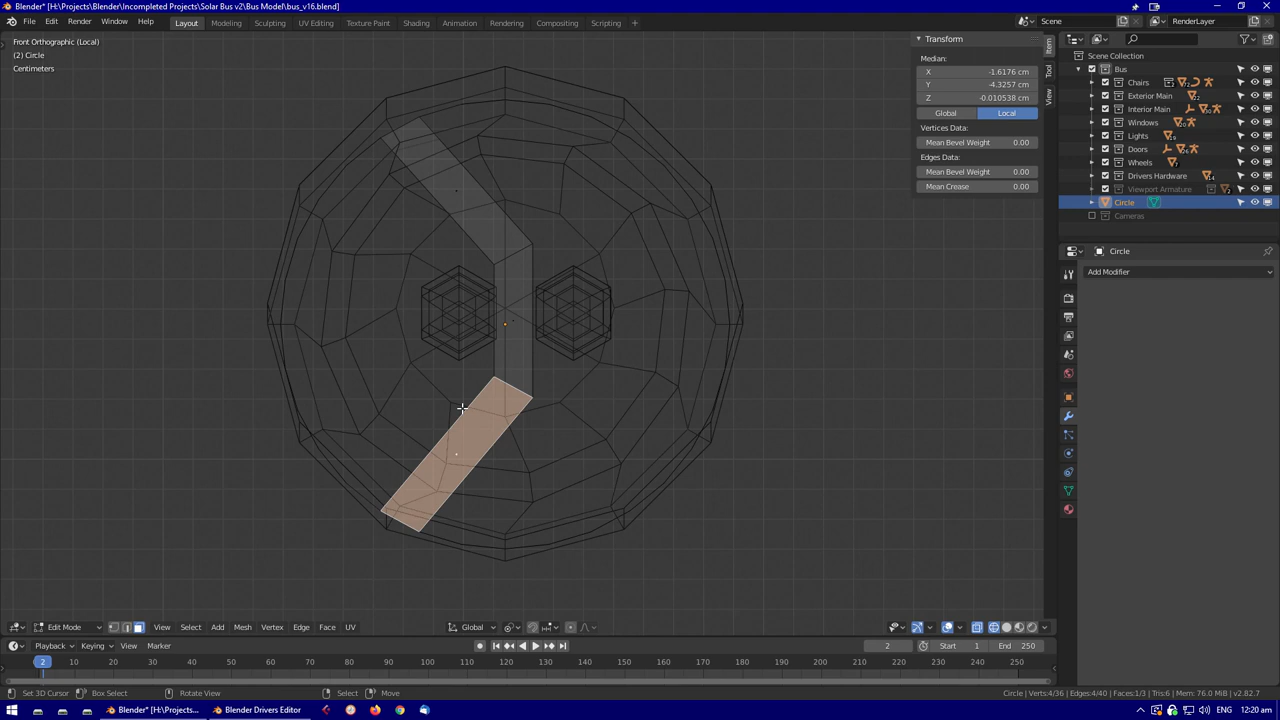 Blender* [H:\Projects\Blender\Incompleted Projects\Solar Bus v2\Bus Model\bus_v16.blend]
File Edit Render Window Help Layout Modeling Sculpting UV Editing Texture Paint Shading Animation Rendering Compositing Scripting + Scene RenderLayer
Front Orthographic (Local)
(2) Circle
Centimeters
Transform
Median:
X -1.6176 cm
Y -4.3257 cm
Z -0.010538 cm
Global Local
Vertices Data:
Mean Bevel Weight 0.00
Edges Data:
Mean Bevel Weight 0.00
Mean Crease 0.00
Item
Tool
View
Scene Collection
Bus
Chairs
Exterior Main
Interior Main
Windows
Lights
Doors
Wheels
Drivers Hardware
Viewport Armature
Circle
Cameras
Circle
Add Modifier
Edit Mode View Select Add Mesh Vertex Edge Face UV Global
Playback Keying View Marker 2 Start 1 End 250
2 10 20 30 40 50 60 70 80 90 100 110 120 130 140 150 160 170 180 190 200 210 220 230 240 250
Set 3D Cursor Box Select Rotate View Select Move Circle | Verts:4/36 | Edges:4/40 | Faces:1/3 | Tris:6 | Mem: 76.0 MiB | v2.82.7
Blender* [H:\Projects... Blender Drivers Editor ENG 12:20 am